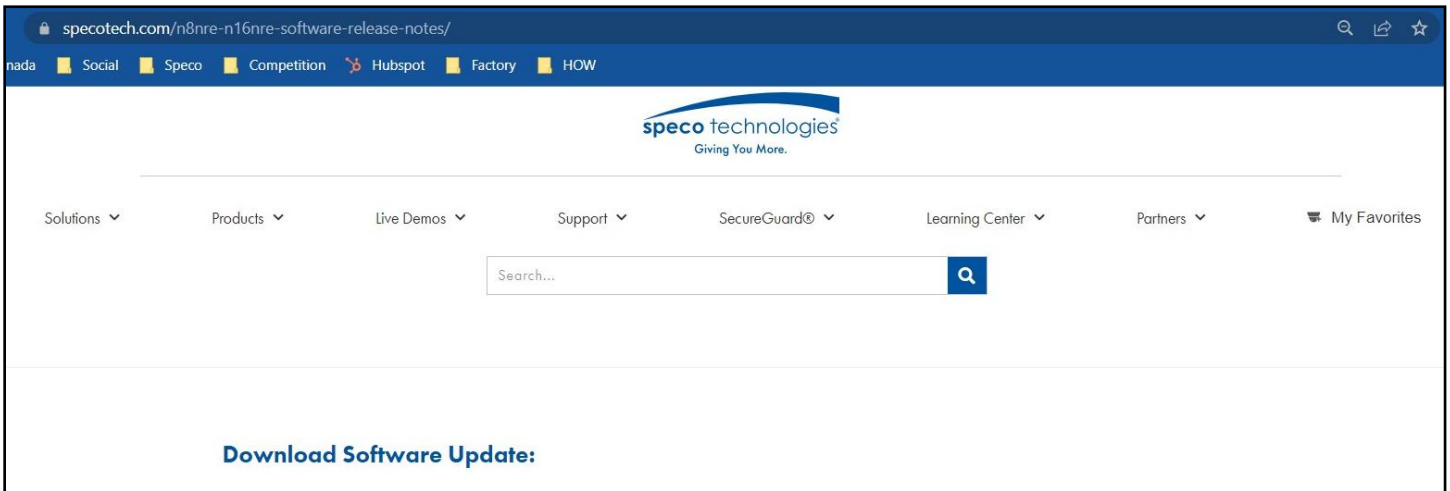 specotech.com/n8nre-n16nre-software-release-notes/
nada Social Speco Competition Hubspot Factory HOW
speco technologies®
Giving You More.
Solutions Products Live Demos Support SecureGuard® Learning Center Partners My Favorites
Search...
Download Software Update: